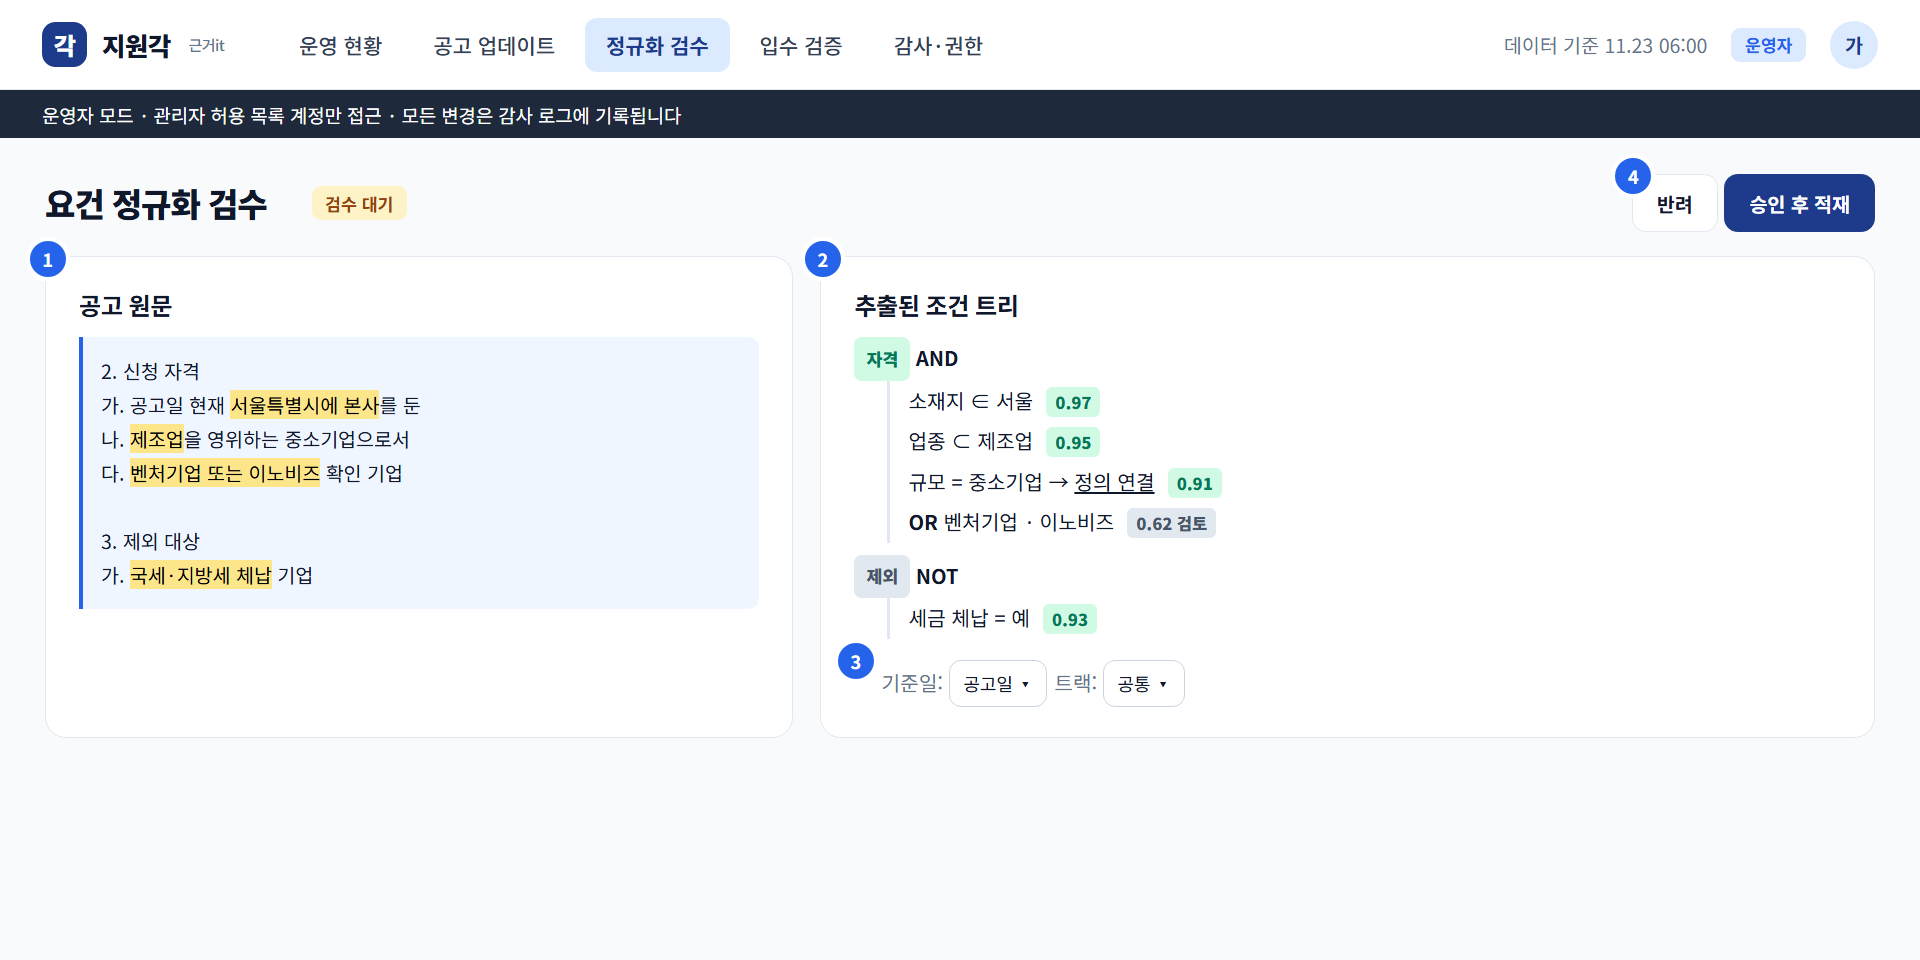 각 지원각 근거it 운영 현황 공고 업데이트 정규화 검수 입수 검증 감사·권한 데이터 기준 11.23 06:00 운영자 가
운영자 모드 · 관리자 허용 목록 계정만 접근 · 모든 변경은 감사 로그에 기록됩니다
요건 정규화 검수 검수 대기 4 반려 승인 후 적재
1
공고 원문
2. 신청 자격
가. 공고일 현재 서울특별시에 본사를 둔
나. 제조업을 영위하는 중소기업으로서
다. 벤처기업 또는 이노비즈 확인 기업
3. 제외 대상
가. 국세·지방세 체납 기업
2
추출된 조건 트리
자격 AND
소재지 ∈ 서울 0.97
업종 ⊂ 제조업 0.95
규모 = 중소기업 → 정의 연결 0.91
OR 벤처기업 · 이노비즈 0.62 검토
제외 NOT
세금 체납 = 예 0.93
3
기준일: 공고일 ▾ 트랙: 공통 ▾